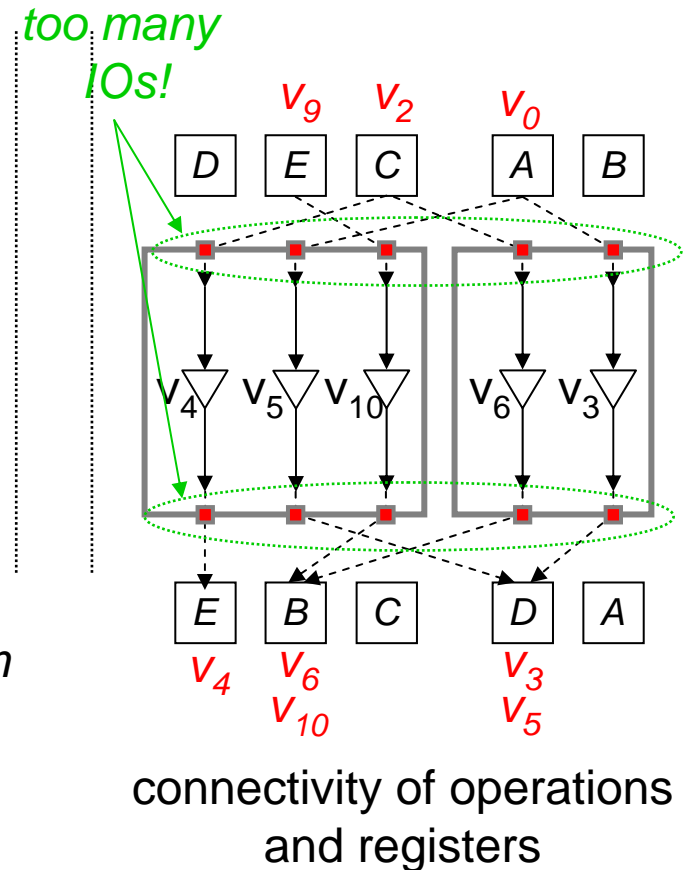 too many
IOs!
v₉ v₂ v₀
D E C A B
v₄ v₅ v₁₀ v₆ v₃
E B C D A
v₄ v₆ v₃
v₁₀ v₅
connectivity of operations
and registers